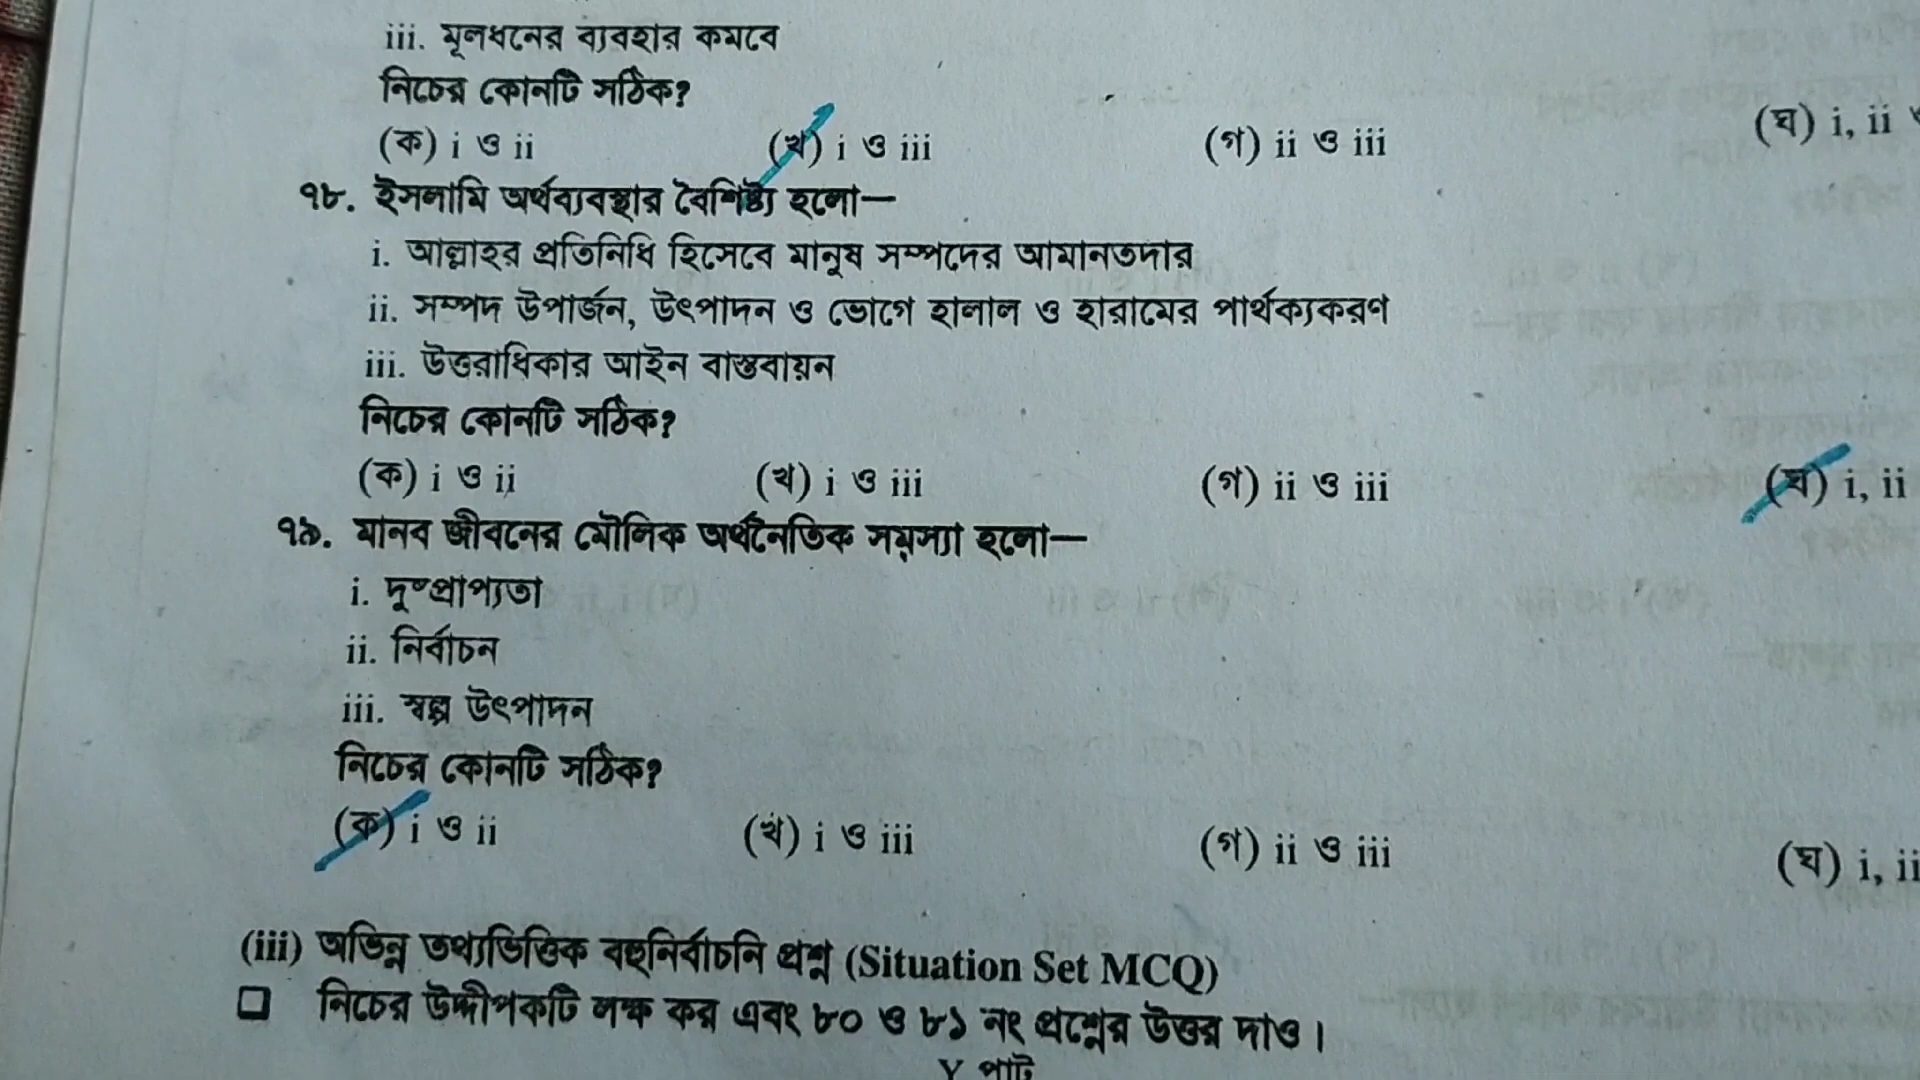 iii. মূলধনের ব্যবহার কমবে
নিচের কোনটি সঠিক?
(ক) i ও ii (খ) i ও iii (গ) ii ও iii (ঘ) i, ii
৭৮. ইসলামি অর্থব্যবস্থার বৈশিষ্ট্য হলো—
i. আল্লাহর প্রতিনিধি হিসেবে মানুষ সম্পদের আমানতদার
ii. সম্পদ উপার্জন, উৎপাদন ও ভোগে হালাল ও হারামের পার্থক্যকরণ
iii. উত্তরাধিকার আইন বাস্তবায়ন
নিচের কোনটি সঠিক?
(ক) i ও ii (খ) i ও iii (গ) ii ও iii (ঘ) i, ii
৭৯. মানব জীবনের মৌলিক অর্থনৈতিক সমস্যা হলো—
i. দুষ্প্রাপ্যতা
ii. নির্বাচন
iii. স্বল্প উৎপাদন
নিচের কোনটি সঠিক?
(ক) i ও ii (খ) i ও iii (গ) ii ও iii (ঘ) i, ii
(iii) অভিন্ন তথ্যভিত্তিক বহুনির্বাচনি প্রশ্ন (Situation Set MCQ)
নিচের উদ্দীপকটি লক্ষ কর এবং ৮০ ও ৮১ নং প্রশ্নের উত্তর দাও।
Y পাট